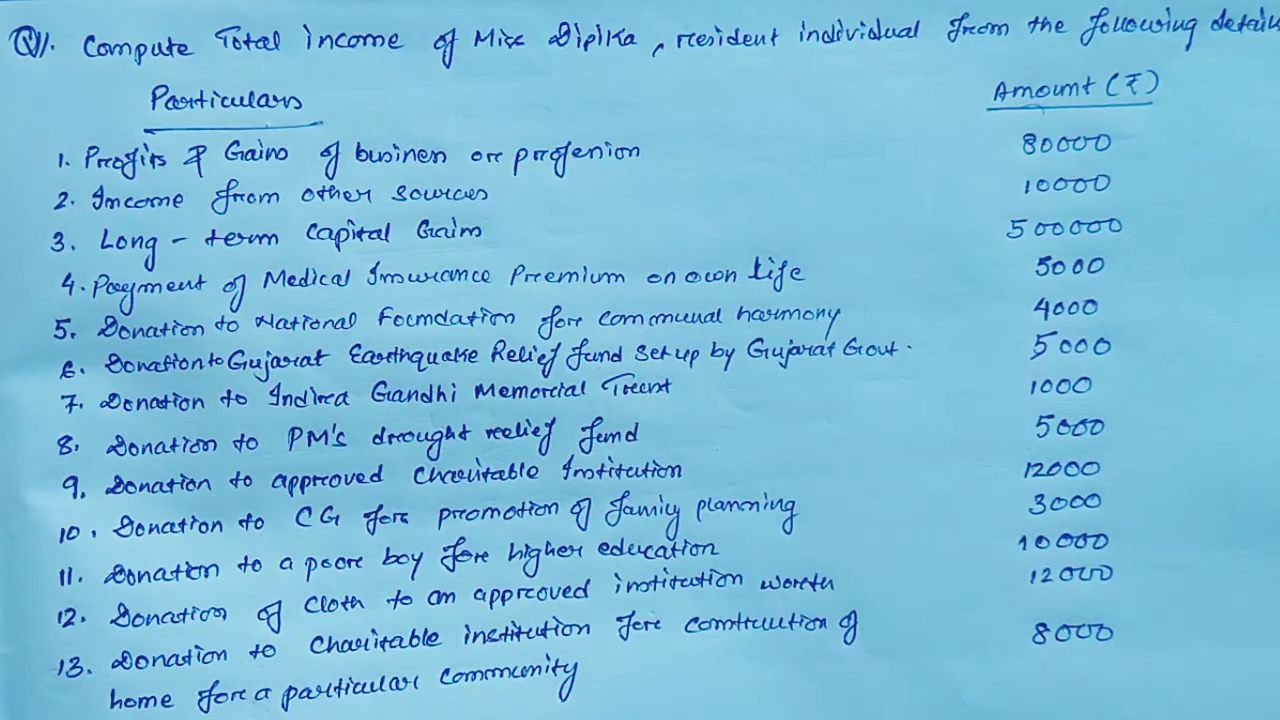 Q1. Compute Total income of Miss Dipika, resident individual from the following details
Particulars Amount (₹)
1. Profits & Gains of business or profession 80000
2. Income from other sources 10000
3. Long-term Capital Gains 500000
4. Payment of Medical Insurance Premium on own life 5000
5. Donation to National Foundation for communal harmony 4000
6. Donation to Gujarat Earthquake Relief fund set up by Gujarat Govt. 5000
7. Donation to Indira Gandhi Memorial Trust 1000
8. Donation to PM's drought relief fund 5000
9. Donation to approved Charitable Institution 12000
10. Donation to CG for promotion of family planning 3000
11. Donation to a poor boy for higher education 10000
12. Donation of Cloth to an approved institution worth 12000
13. Donation to Charitable institution for construction of 8000
home for a particular community